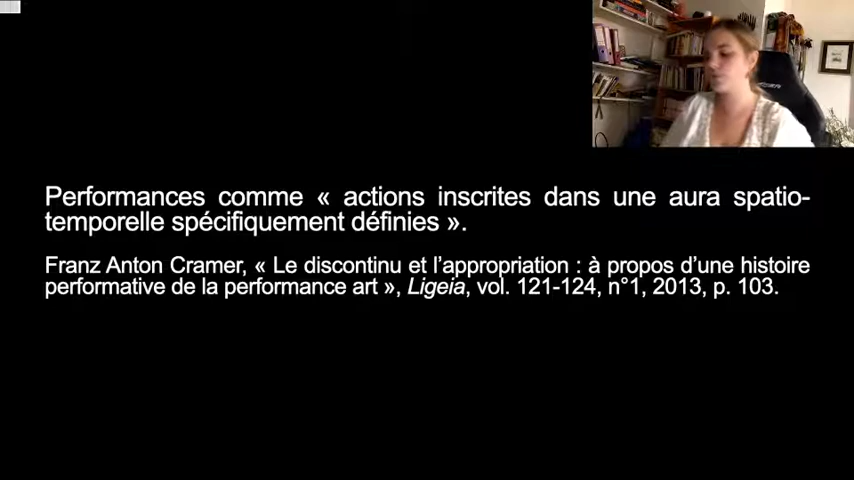 Performances comme « actions inscrites dans une aura spatio-
temporelle spécifiquement définies ».
Franz Anton Cramer, « Le discontinu et l’appropriation : à propos d’une histoire
performative de la performance art », Ligeia, vol. 121-124, n°1, 2013, p. 103.